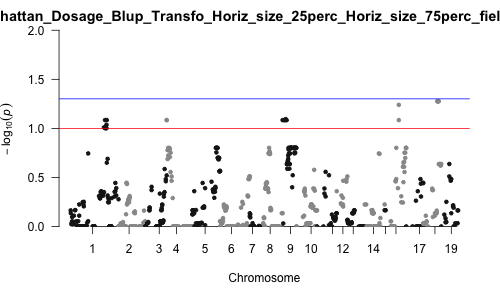 hattan_Dosage_Blup_Transfo_Horiz_size_25perc_Horiz_size_75perc_fiel
2.0
1.5
1.0
0.5
0.0
− log10(p)
1 2 3 4 5 6 7 8 9 10 12 14 17 19
Chromosome